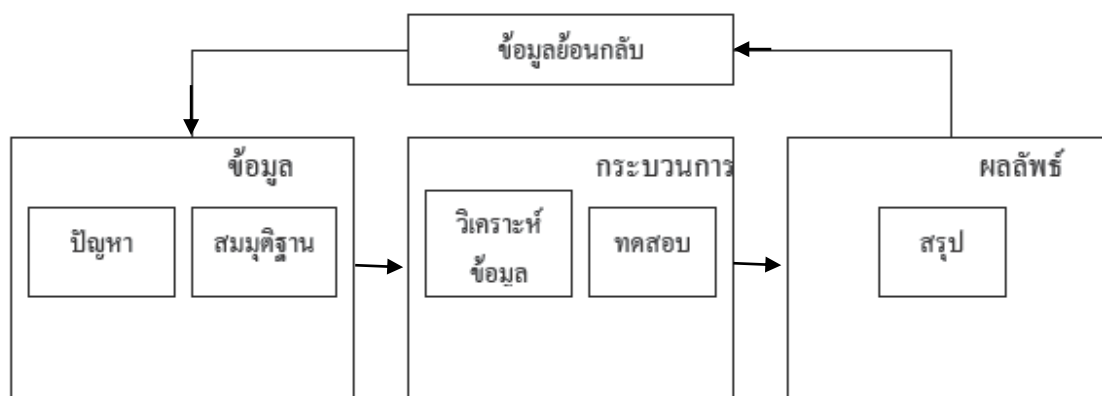 ข้อมูลย้อนกลับ
ข้อมูล
ปัญหา
สมมุติฐาน
กระบวนการ
วิเคราะห์
ข้อมูล
ทดสอบ
ผลลัพธ์
สรุป